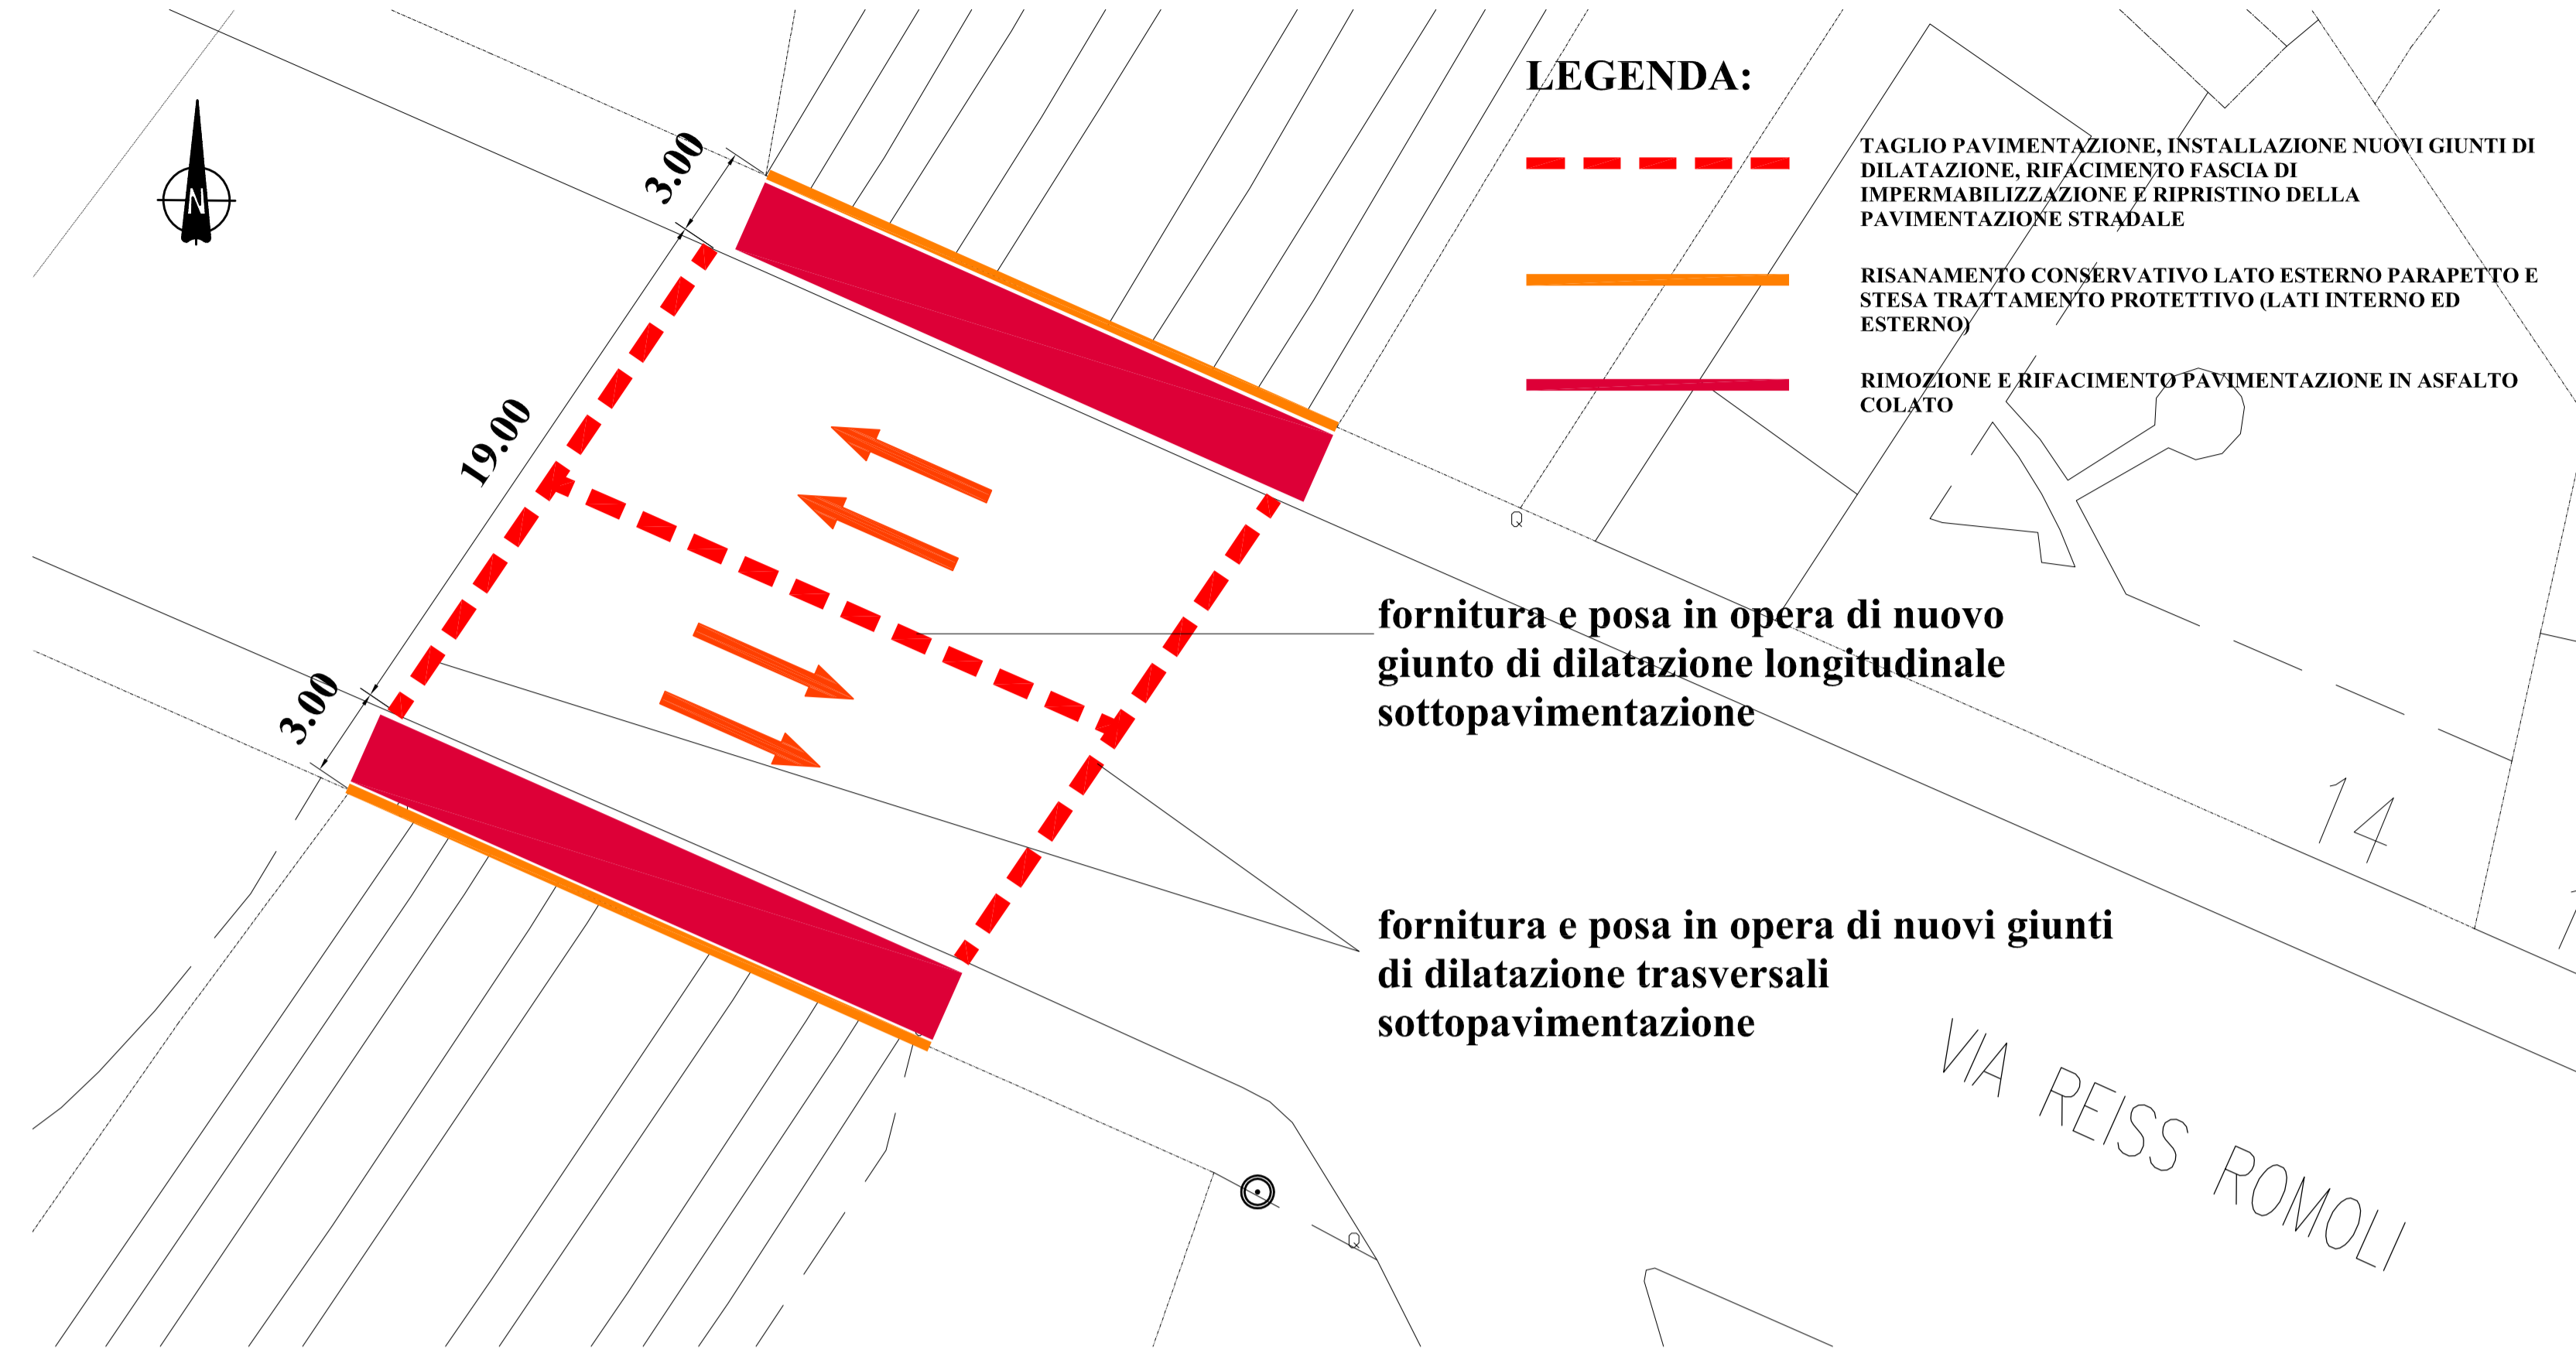 LEGENDA:
TAGLIO PAVIMENTAZIONE, INSTALLAZIONE NUOVI GIUNTI DI
DILATAZIONE, RIFACIMENTO FASCIA DI
IMPERMABILIZZAZIONE E RIPRISTINO DELLA
PAVIMENTAZIONE STRADALE
RISANAMENTO CONSERVATIVO LATO ESTERNO PARAPETTO E
STESA TRATTAMENTO PROTETTIVO (LATI INTERNO ED
ESTERNO)
RIMOZIONE E RIFACIMENTO PAVIMENTAZIONE IN ASFALTO
COLATO
N
3.00
19.00
3.00
Q
fornitura e posa in opera di nuovo
giunto di dilatazione longitudinale
sottopavimentazione
14
fornitura e posa in opera di nuovi giunti
di dilatazione trasversali
sottopavimentazione
VIA REISS ROMOLI
Q